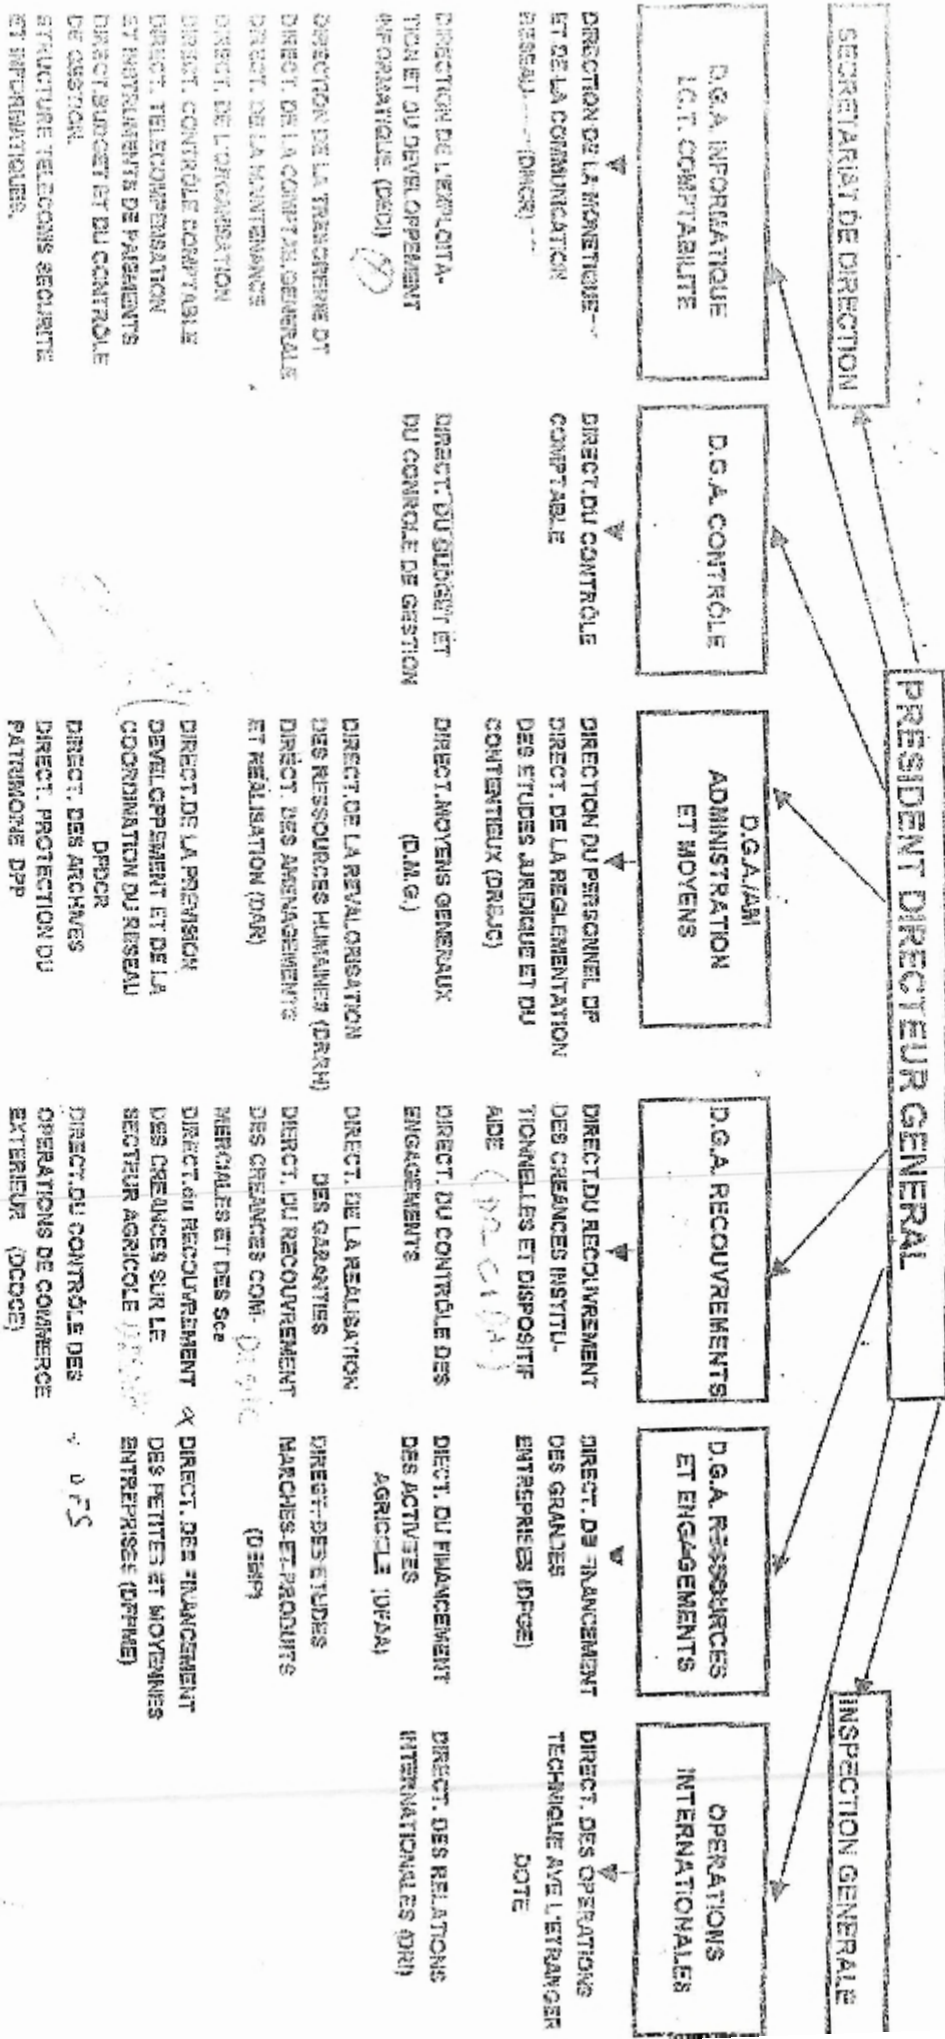 PRESIDENT DIRECTEUR GENERAL
SECRETARIAT DE DIRECTION
INSPECTION GENERALE
D.G.A. INFORMATIQUE
I.C.T. COMPTABILITE
DIRECTION DE LA MONETIQUE
ET DE LA COMMUNICATION
RESEAU (DMCR)
DIRECTION DE L'EXPLOITA-
TION ET DU DEVELOPPEMENT
INFORMATIQUE (DEDI)
DIRECTION DE LA TRESORERIE DT
DIRECT. DE LA COMPTAB. GENERALE
DIRECT. DE LA MAINTENANCE
DIRECT. DE L'ORGANISATION
DIRECT. CONTRÔLE COMPTABLE
DIRECT. TELECOMPENSATION
ET INSTRUMENTS DE PAIEMENTS
DIRECT.BUDGET ET DU CONTRÔLE
DE GESTION.
STRUCTURE TELECOMS SECURITE
ET INFORMATIQUES.
D.G.A. CONTRÔLE
DIRECT.DU CONTRÔLE
COMPTABLE
DIRECT. DU BUDGET ET
DU CONROLE DE GESTION
D.G.A./AM
ADMINISTRATION
ET MOYENS
DIRECTION DU PERSONNEL DP
DIRECT. DE LA REGLEMENTATION
DES ETUDES JURIDIQUE ET DU
CONTENTIEUX (DREJC)
DIRECT.MOYENS GENERAUX
(D.M.G.)
DIRECT.DE LA REVALORISATION
DES RESSOURCES HUMAINES (DRRH)
DIRECT. DES AMENAGEMENTS
ET RÉALISATION (DAR)
DIRECT.DE LA PREVISION
DEVELOPPEMENT ET DE LA
COORDINATION DU RESEAU
DPDCR
DIRECT. DES ARCHIVES
DIRECT. PROTECTION DU
PATRIMOINE DPP
D.G.A. RECOUVREMENTS
DIRECT.DU RECOUVREMENT
DES CREANCES INSTITU-
TIONNELLES ET DISPOSITIF
AIDE
DIRECT. DU CONTRÔLE DES
ENGAGEMENTS
DIRECT. DE LA REALISATION
DES GARANTIES
DIERCT. DU RECOUVREMENT
DES CREANCES COM-
MERCIALES ET DES Sce
DIRECT.du RECOUVREMENT
DES CREANCES SUR LE
SECTEUR AGRICOLE
DIRECT.DU CONTRÔLE DES
OPERATIONS DE COMMERCE
EXTERIEUR (DCOCE)
D.G.A. RESSOURCES
ET ENGAGEMENTS
DIRECT. DE FINANCEMENT
DES GRANDES
ENTREPRISES (DFGE)
DIECT. DU FINANCEMENT
DES ACTIVITES
AGRICOLE (DFAA)
DIRECT. DES ETUDES
MARCHES ET PRODUITS
(DEMP)
DIRECT. DES FINANCEMENT
DES PETITES ET MOYENNES
ENTREPRISES (DFPME)
DFS
OPERATIONS
INTERNATIONALES
DIRECT. DES OPERATIONS
TECHNIQUE AVE L'ETRANGER
DOTE
DIRECT. DES RELATIONS
INTERNATIONALES (DRI)